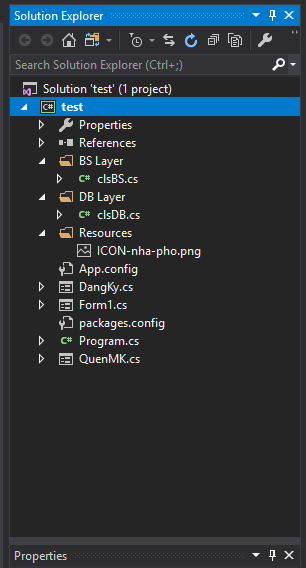 Solution Explorer
Search Solution Explorer (Ctrl+;)
Solution 'test' (1 project)
C# test
Properties
References
BS Layer
C# clsBS.cs
DB Layer
C# clsDB.cs
Resources
ICON-nha-pho.png
App.config
DangKy.cs
Form1.cs
packages.config
C# Program.cs
QuenMK.cs
Properties